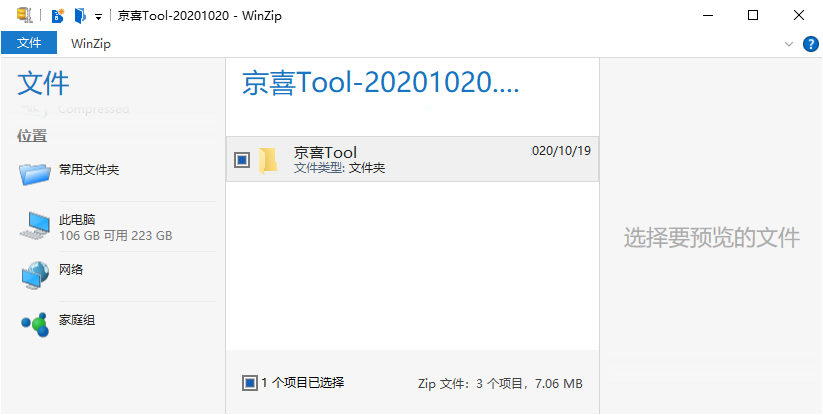 京喜Tool-20201020 - WinZip
文件
WinZip
文件
Compressed
位置
常用文件夹
此电脑
106 GB 可用 223 GB
网络
家庭组
京喜Tool-20201020....
京喜Tool
020/10/19
文件类型: 文件夹
1 个项目已选择
Zip 文件：3 个项目，7.06 MB
选择要预览的文件